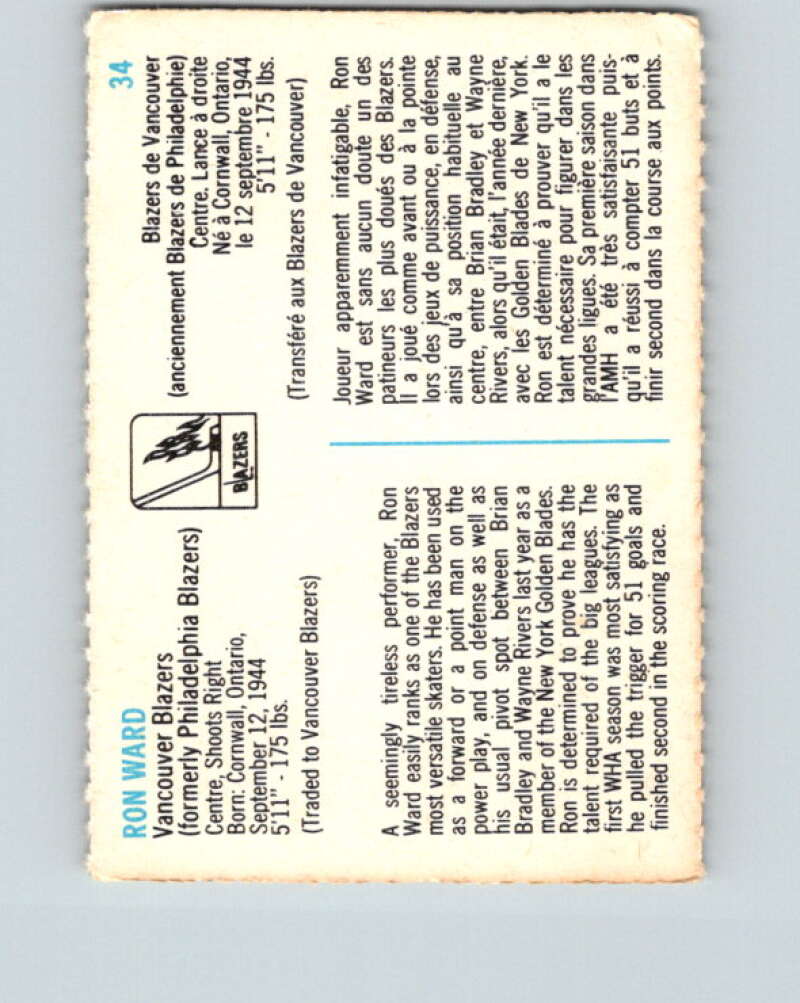 RON WARD
Vancouver Blazers
(formerly Philadelphia Blazers)
Centre, Shoots Right
Born: Cornwall, Ontario,
September 12, 1944
5'11" - 175 lbs.
(Traded to Vancouver Blazers)
A seemingly tireless performer, Ron
Ward easily ranks as one of the Blazers
most versatile skaters. He has been used
as a forward or a point man on the
power play, and on defense as well as
his usual pivot spot between Brian
Bradley and Wayne Rivers last year as a
member of the New York Golden Blades.
Ron is determined to prove he has the
talent required of the big leagues. The
first WHA season was most satisfying as
he pulled the trigger for 51 goals and
finished second in the scoring race.
BLAZERS
34
Blazers de Vancouver
(anciennement Blazers de Philadelphie)
Centre. Lance à droite
Né à Cornwall, Ontario,
le 12 septembre 1944
5'11" - 175 lbs.
(Transféré aux Blazers de Vancouver)
Joueur apparemment infatigable, Ron
Ward est sans aucun doute un des
patineurs les plus doués des Blazers.
Il a joué comme avant ou à la pointe
lors des jeux de puissance, en défense,
ainsi qu'à sa position habituelle au
centre, entre Brian Bradley et Wayne
Rivers, alors qu'il était, l'année dernière,
avec les Golden Blades de New York.
Ron est déterminé à prouver qu'il a le
talent nécessaire pour figurer dans les
grandes ligues. Sa première saison dans
l'AMH a été très satisfaisante puis-
qu'il a réussi à compter 51 buts et à
finir second dans la course aux points.